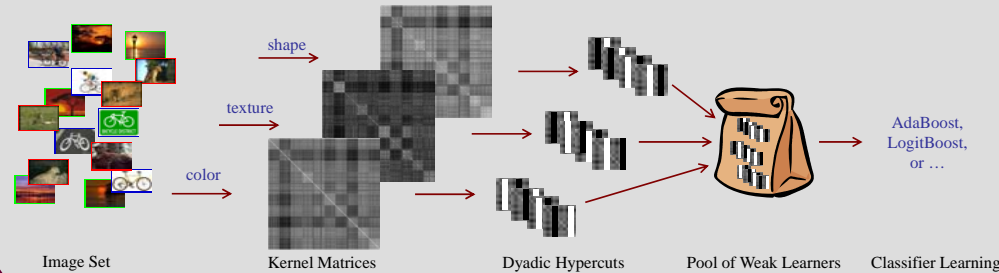 shape
texture
color
AdaBoost,
LogitBoost,
or …
Image Set
Kernel Matrices
Dyadic Hypercuts
Pool of Weak Learners
Classifier Learning